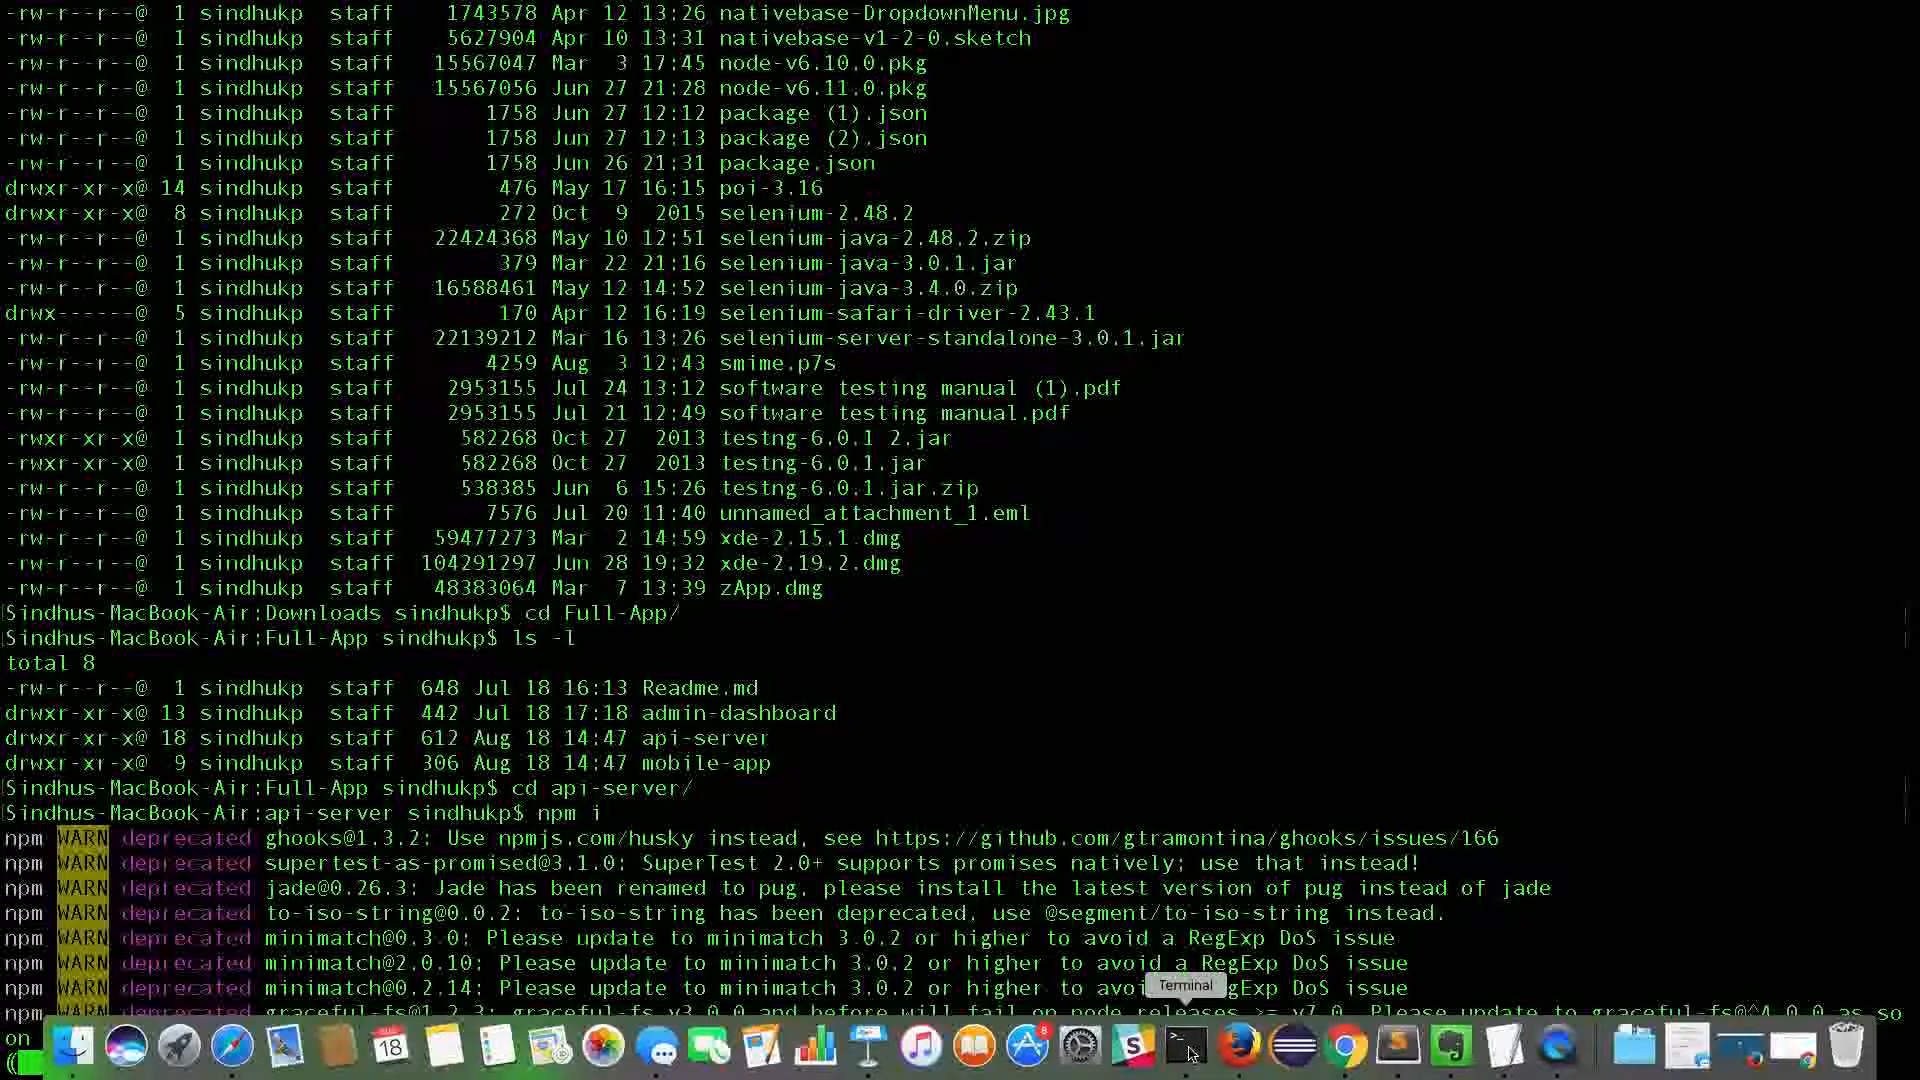 -rw-r--r--@ 1 sindhukp staff 1743578 Apr 12 13:26 nativebase-DropdownMenu.jpg
-rw-r--r--@ 1 sindhukp staff 5627904 Apr 10 13:31 nativebase-v1-2-0.sketch
-rw-r--r--@ 1 sindhukp staff 15567047 Mar 3 17:45 node-v6.10.0.pkg
-rw-r--r--@ 1 sindhukp staff 15567056 Jun 27 21:28 node-v6.11.0.pkg
-rw-r--r--@ 1 sindhukp staff 1758 Jun 27 12:12 package (1).json
-rw-r--r--@ 1 sindhukp staff 1758 Jun 27 12:13 package (2).json
-rw-r--r--@ 1 sindhukp staff 1758 Jun 26 21:31 package.json
drwxr-xr-x@ 14 sindhukp staff 476 May 17 16:15 poi-3.16
drwxr-xr-x@ 8 sindhukp staff 272 Oct 9 2015 selenium-2.48.2
-rw-r--r--@ 1 sindhukp staff 22424368 May 10 12:51 selenium-java-2.48.2.zip
-rw-r--r--@ 1 sindhukp staff 379 Mar 22 21:16 selenium-java-3.0.1.jar
-rw-r--r--@ 1 sindhukp staff 16588461 May 12 14:52 selenium-java-3.4.0.zip
drwx------@ 5 sindhukp staff 170 Apr 12 16:19 selenium-safari-driver-2.43.1
-rw-r--r--@ 1 sindhukp staff 22139212 Mar 16 13:26 selenium-server-standalone-3.0.1.jar
-rw-r--r--@ 1 sindhukp staff 4259 Aug 3 12:43 smime.p7s
-rw-r--r--@ 1 sindhukp staff 2953155 Jul 24 13:12 software testing manual (1).pdf
-rw-r--r--@ 1 sindhukp staff 2953155 Jul 21 12:49 software testing manual.pdf
-rwxr-xr-x@ 1 sindhukp staff 582268 Oct 27 2013 testng-6.0.1 2.jar
-rwxr-xr-x@ 1 sindhukp staff 582268 Oct 27 2013 testng-6.0.1.jar
-rw-r--r--@ 1 sindhukp staff 538385 Jun 6 15:26 testng-6.0.1.jar.zip
-rw-r--r--@ 1 sindhukp staff 7576 Jul 20 11:40 unnamed_attachment_1.eml
-rw-r--r--@ 1 sindhukp staff 59477273 Mar 2 14:59 xde-2.15.1.dmg
-rw-r--r--@ 1 sindhukp staff 104291297 Jun 28 19:32 xde-2.19.2.dmg
-rw-r--r--@ 1 sindhukp staff 48383064 Mar 7 13:39 zApp.dmg
[Sindhus-MacBook-Air:Downloads sindhukp$ cd Full-App/
[Sindhus-MacBook-Air:Full-App sindhukp$ ls -l
total 8
-rw-r--r--@ 1 sindhukp staff 648 Jul 18 16:13 Readme.md
drwxr-xr-x@ 13 sindhukp staff 442 Jul 18 17:18 admin-dashboard
drwxr-xr-x@ 18 sindhukp staff 612 Aug 18 14:47 api-server
drwxr-xr-x@ 9 sindhukp staff 306 Aug 18 14:47 mobile-app
[Sindhus-MacBook-Air:Full-App sindhukp$ cd api-server/
[Sindhus-MacBook-Air:api-server sindhukp$ npm i
npm WARN deprecated ghooks@1.3.2: Use npmjs.com/husky instead, see https://github.com/gtramontina/ghooks/issues/166
npm WARN deprecated supertest-as-promised@3.1.0: SuperTest 2.0+ supports promises natively; use that instead!
npm WARN deprecated jade@0.26.3: Jade has been renamed to pug, please install the latest version of pug instead of jade
npm WARN deprecated to-iso-string@0.0.2: to-iso-string has been deprecated, use @segment/to-iso-string instead.
npm WARN deprecated minimatch@0.3.0: Please update to minimatch 3.0.2 or higher to avoid a RegExp DoS issue
npm WARN deprecated minimatch@2.0.10: Please update to minimatch 3.0.2 or higher to avoid a RegExp DoS issue
npm WARN deprecated minimatch@0.2.14: Please update to minimatch 3.0.2 or higher to DoS issue
Terminal
npm WARN deprecated graceful-fs@1.2.3: graceful-fs v3.0.0 and before will fail on node releases >= v7.0. Please update to graceful-fs@^4.0.0 as so
on
JUL
18
8